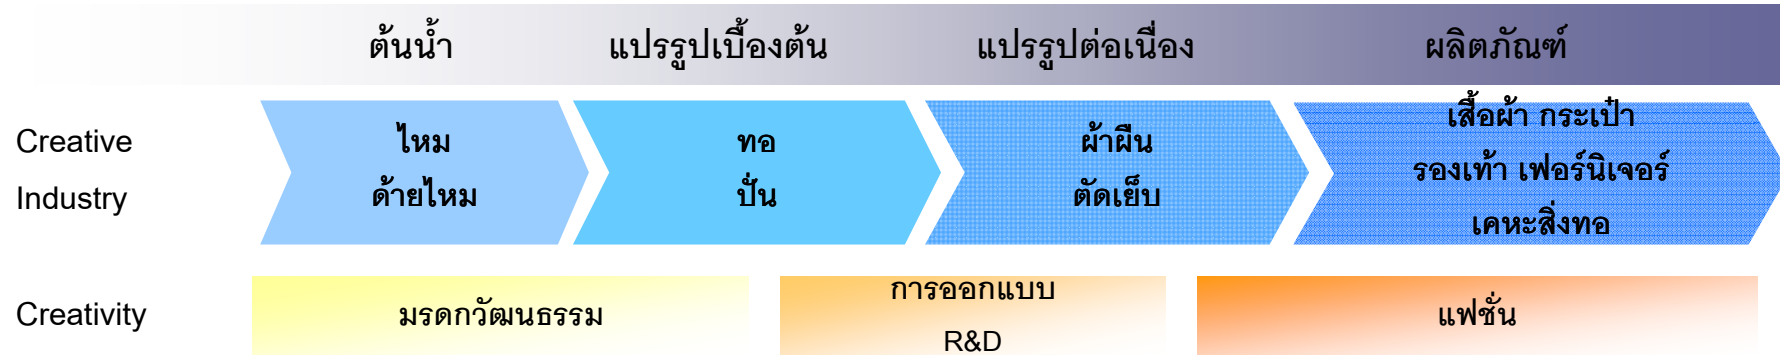 ต้นน้ำ แปรรูปเบื้องต้น แปรรูปต่อเนื่อง ผลิตภัณฑ์
Creative
Industry
ไหม
ด้ายไหม
ทอ
ปั่น
ผ้าผืน
ตัดเย็บ
เสื้อผ้า กระเป๋า
รองเท้า เฟอร์นิเจอร์
เคหะสิ่งทอ
Creativity
มรดกวัฒนธรรม
การออกแบบ
R&D
แฟชั่น